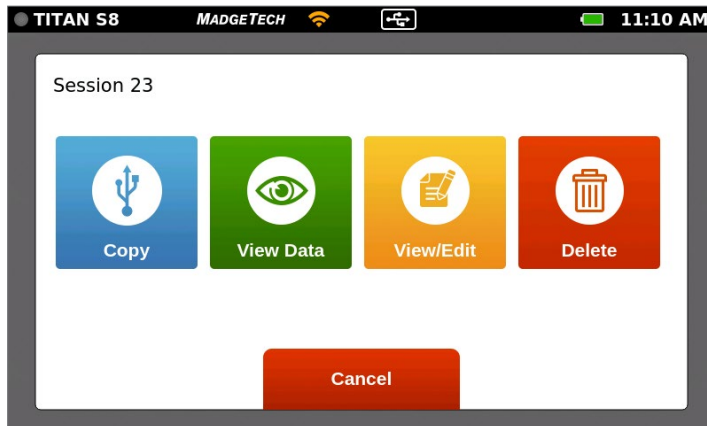 TITAN S8 MADGETECH 11:10 AM
Session 23
Copy View Data View/Edit Delete
Cancel